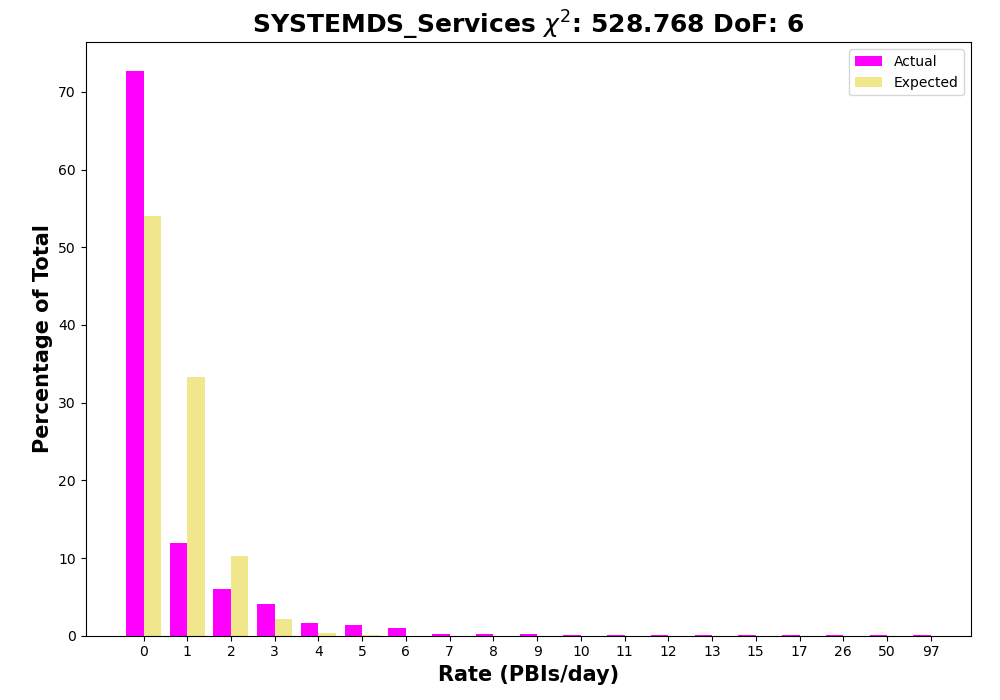 SYSTEMDS_Services χ²: 528.768 DoF: 6
Actual
Expected
70
60
50
40
30
20
10
0
Percentage of Total
0 1 2 3 4 5 6 7 8 9 10 11 12 13 15 17 26 50 97
Rate (PBIs/day)